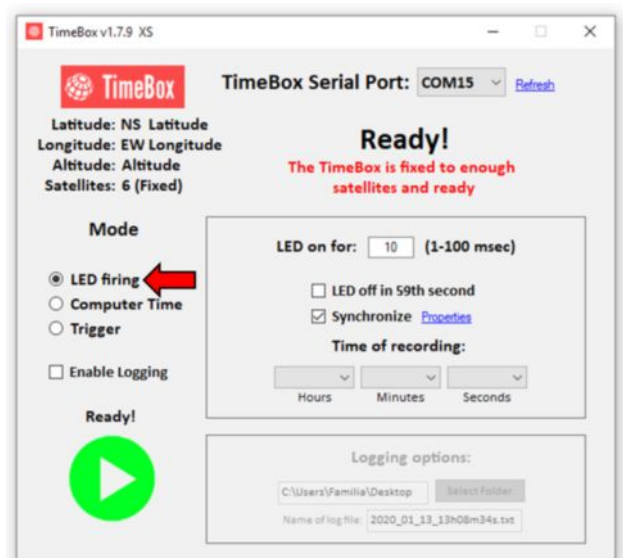 TimeBox v1.7.9 XS
TimeBox
TimeBox Serial Port: COM15 Refresh
Latitude: NS Latitude
Longitude: EW Longitude
Altitude: Altitude
Satellites: 6 (Fixed)
Ready!
The TimeBox is fixed to enough
satellites and ready
Mode
LED firing
Computer Time
Trigger
Enable Logging
Ready!
LED on for: 10 (1-100 msec)
LED off in 59th second
Synchronize Properties
Time of recording:
Hours Minutes Seconds
Logging options:
C:\Users\Familia\Desktop Select Folder
Name of log file: 2020_01_13_13h08m34s.txt